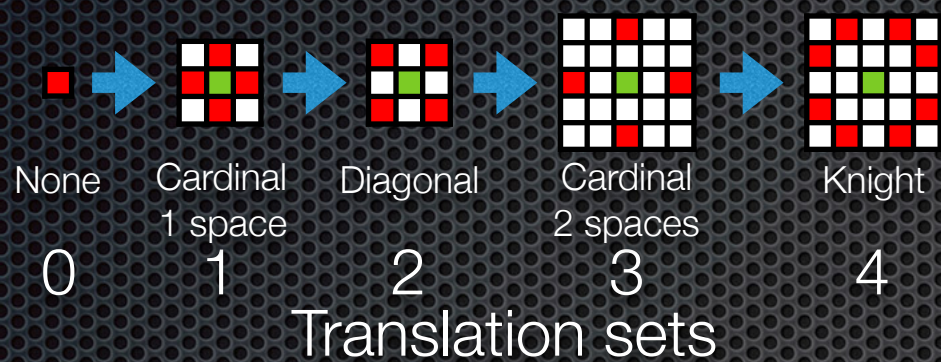 None
Cardinal
1 space
Diagonal
Cardinal
2 spaces
Knight
0
1
2
3
4
Translation sets